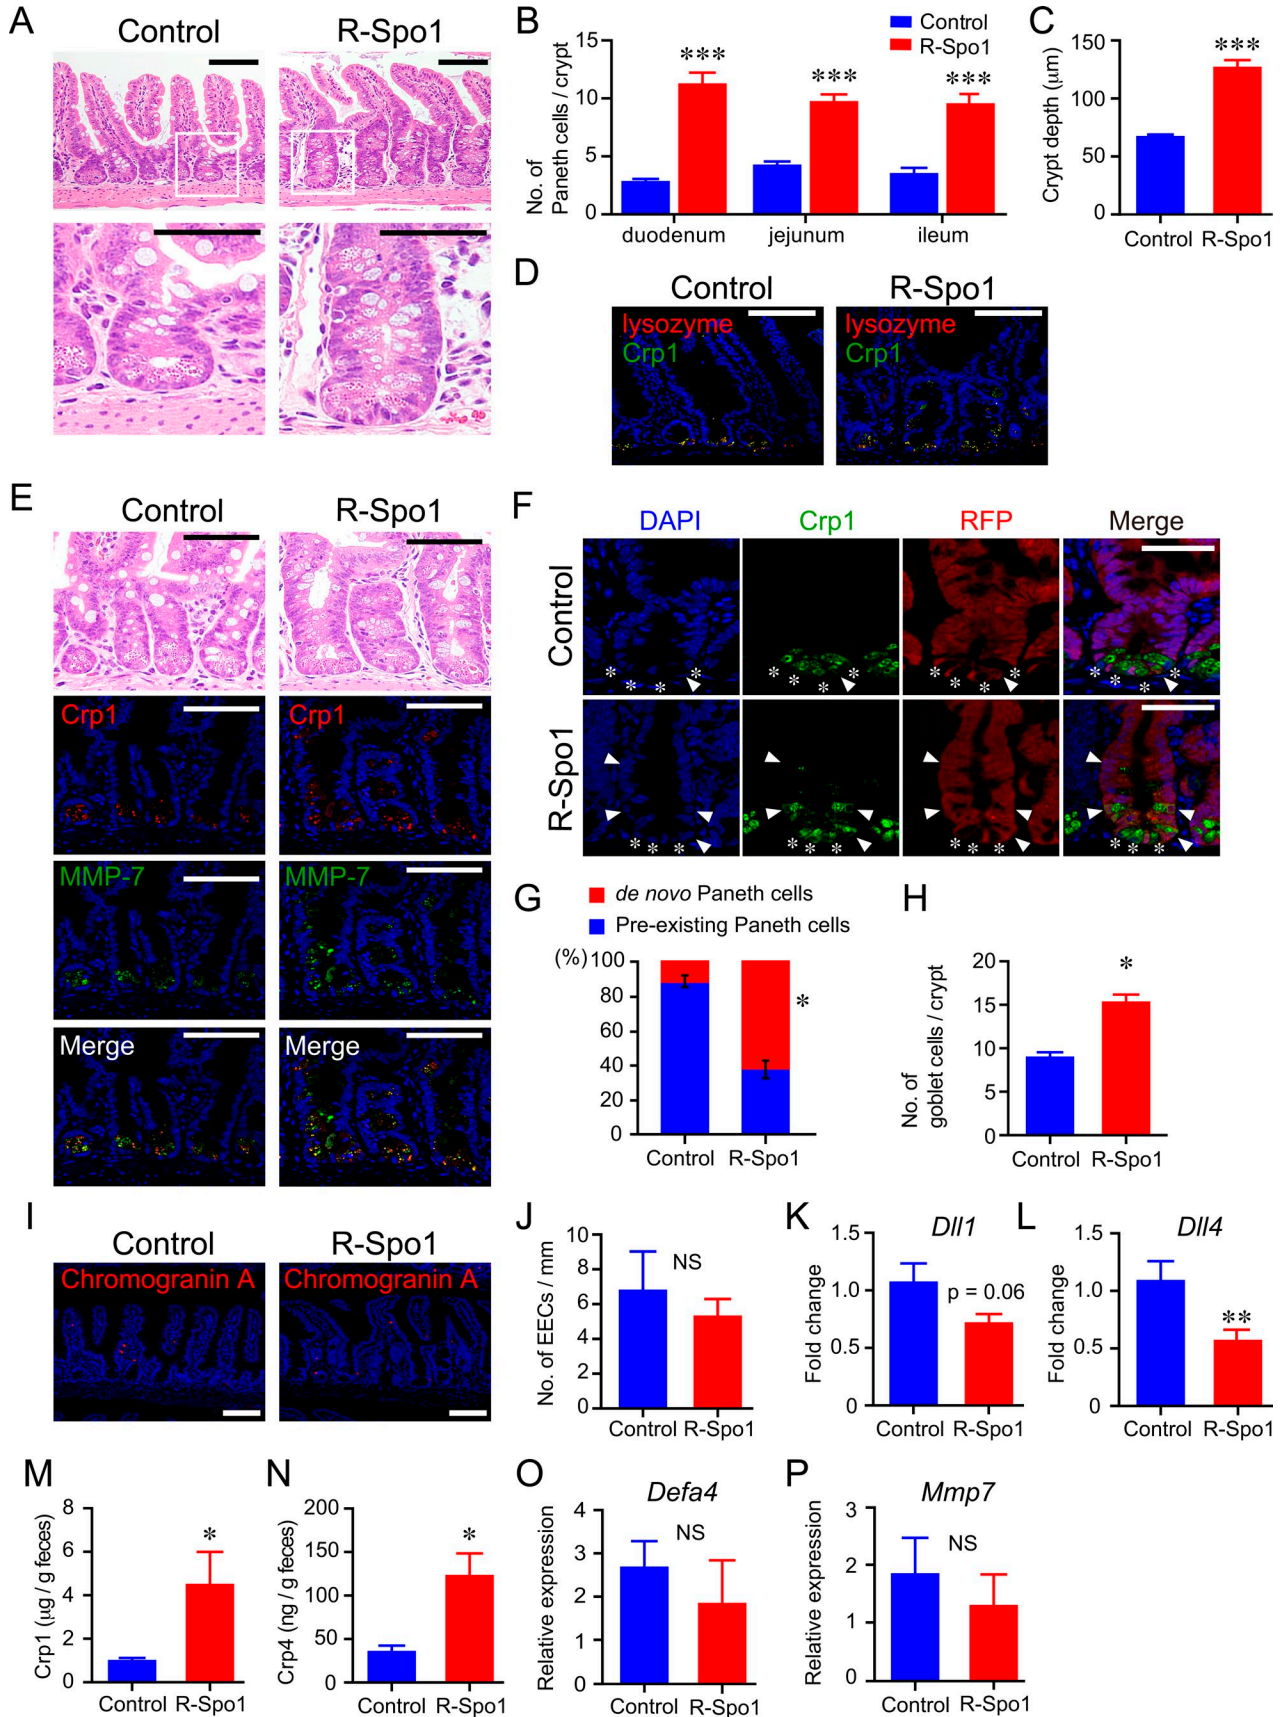 A
Control
R-Spo1
B
Control
R-Spo1
No. of
Paneth cells / crypt
15
10
5
0
***
***
***
duodenum
jejunum
ileum
C
Crypt depth (μm)
150
100
50
0
***
Control R-Spo1
D
Control
R-Spo1
lysozyme
Crp1
lysozyme
Crp1
E
Control
R-Spo1
Crp1
Crp1
MMP-7
MMP-7
Merge
Merge
F
DAPI
Crp1
RFP
Merge
Control
R-Spo1
* * * * *
* * * * *
* * * * *
* * * * *
* * *
* * *
* * *
* * *
G
de novo Paneth cells
Pre-existing Paneth cells
(%)
100
80
60
40
20
0
*
Control R-Spo1
H
No. of
goblet cells / crypt
20
15
10
5
0
*
Control R-Spo1
I
Control
R-Spo1
Chromogranin A
Chromogranin A
J
No. of EECs / mm
10
8
6
4
2
0
NS
Control R-Spo1
K
Dll1
Fold change
1.5
1.0
0.5
0
p = 0.06
Control R-Spo1
L
Dll4
Fold change
1.5
1.0
0.5
0
**
Control R-Spo1
M
Crp1 (μg / g feces)
8
6
4
2
0
*
Control R-Spo1
N
Crp4 (ng / g feces)
200
150
100
50
0
*
Control R-Spo1
O
Defa4
Relative expression
4
3
2
1
0
NS
Control R-Spo1
P
Mmp7
Relative expression
3
2
1
0
NS
Control R-Spo1